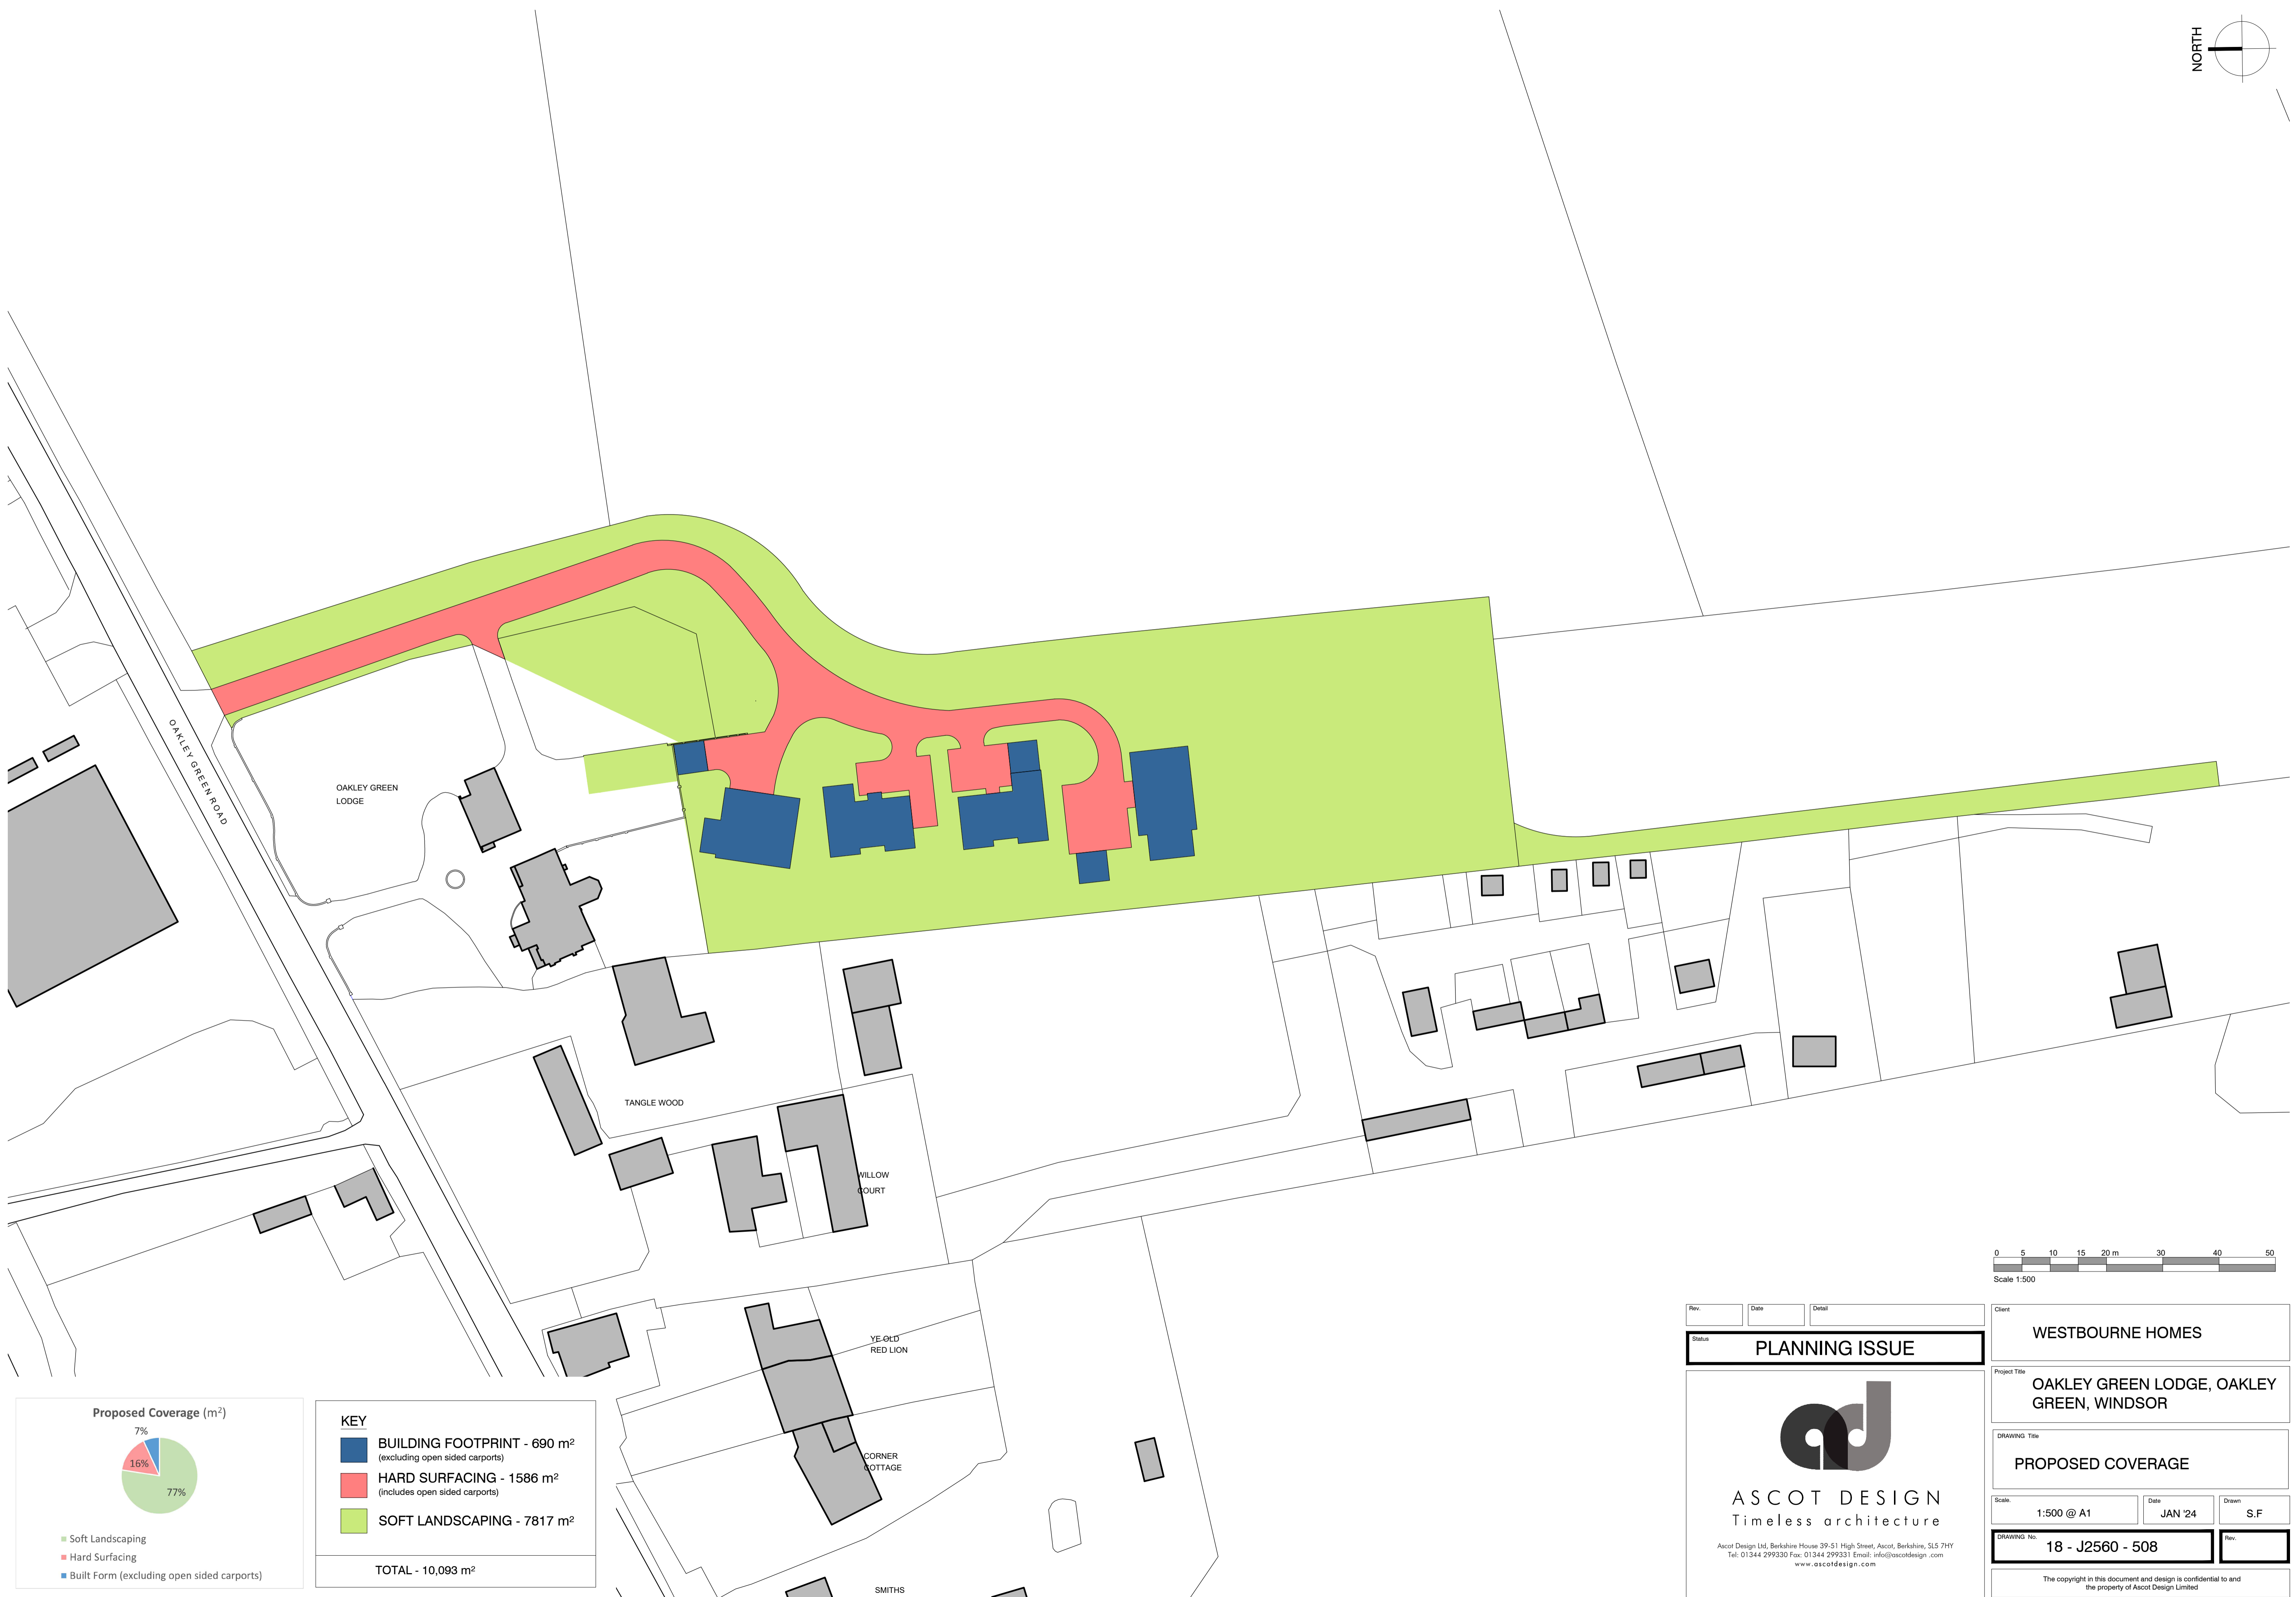 NORTH
OAKLEY GREEN ROAD
OAKLEY GREEN
LODGE
TANGLE WOOD
WILLOW
COURT
YE OLD
RED LION
CORNER
COTTAGE
SMITHS
Proposed Coverage (m²)
7%
16%
77%
Soft Landscaping
Hard Surfacing
Built Form (excluding open sided carports)
KEY
BUILDING FOOTPRINT - 690 m²
(excluding open sided carports)
HARD SURFACING - 1586 m²
(includes open sided carports)
SOFT LANDSCAPING - 7817 m²
TOTAL - 10,093 m²
0 5 10 15 20 m 30 40 50
Scale 1:500
Rev. Date Detail
Status
PLANNING ISSUE
ad
ASCOT DESIGN
Timeless architecture
Ascot Design Ltd, Berkshire House 39-51 High Street, Ascot, Berkshire, SL5 7HY
Tel: 01344 299330 Fax: 01344 299331 Email: info@ascotdesign .com
www.ascotdesign.com
Client
WESTBOURNE HOMES
Project Title
OAKLEY GREEN LODGE, OAKLEY
GREEN, WINDSOR
DRAWING Title
PROPOSED COVERAGE
Scale.
1:500 @ A1
Date
JAN '24
Drawn
S.F
DRAWING No.
18 - J2560 - 508
Rev.
The copyright in this document and design is confidential to and
the property of Ascot Design Limited